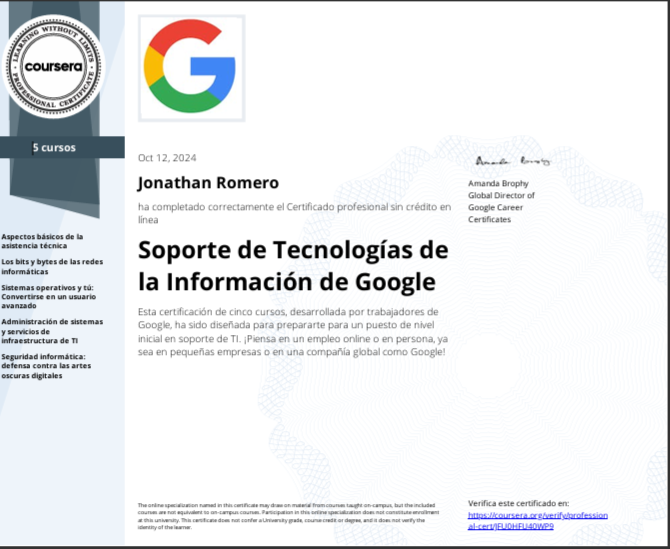 LEARNING WITHOUT LIMITS
coursera
PROFESSIONAL CERTIFICATE
5 cursos
Aspectos básicos de la
asistencia técnica
Los bits y bytes de las redes
informáticas
Sistemas operativos y tú:
Convertirse en un usuario
avanzado
Administración de sistemas
y servicios de
infraestructura de TI
Seguridad informática:
defensa contra las artes
oscuras digitales
G
Oct 12, 2024
Jonathan Romero
ha completado correctamente el Certificado profesional sin crédito en
línea
Soporte de Tecnologías de
la Información de Google
Esta certificación de cinco cursos, desarrollada por trabajadores de
Google, ha sido diseñada para prepararte para un puesto de nivel
inicial en soporte de TI. ¡Piensa en un empleo online o en persona, ya
sea en pequeñas empresas o en una compañía global como Google!
Amanda Brophy
Amanda Brophy
Global Director of
Google Career
Certificates
The online specialization named in this certificate may draw on material from courses taught on-campus, but the included
courses are not equivalent to on-campus courses. Participation in this online specialization does not constitute enrollment
at this university. This certificate does not confer a University grade, course credit or degree, and it does not verify the
identity of the learner.
Verifica este certificado en:
https://coursera.org/verify/profession
al-cert/JFU0HFU40WP9